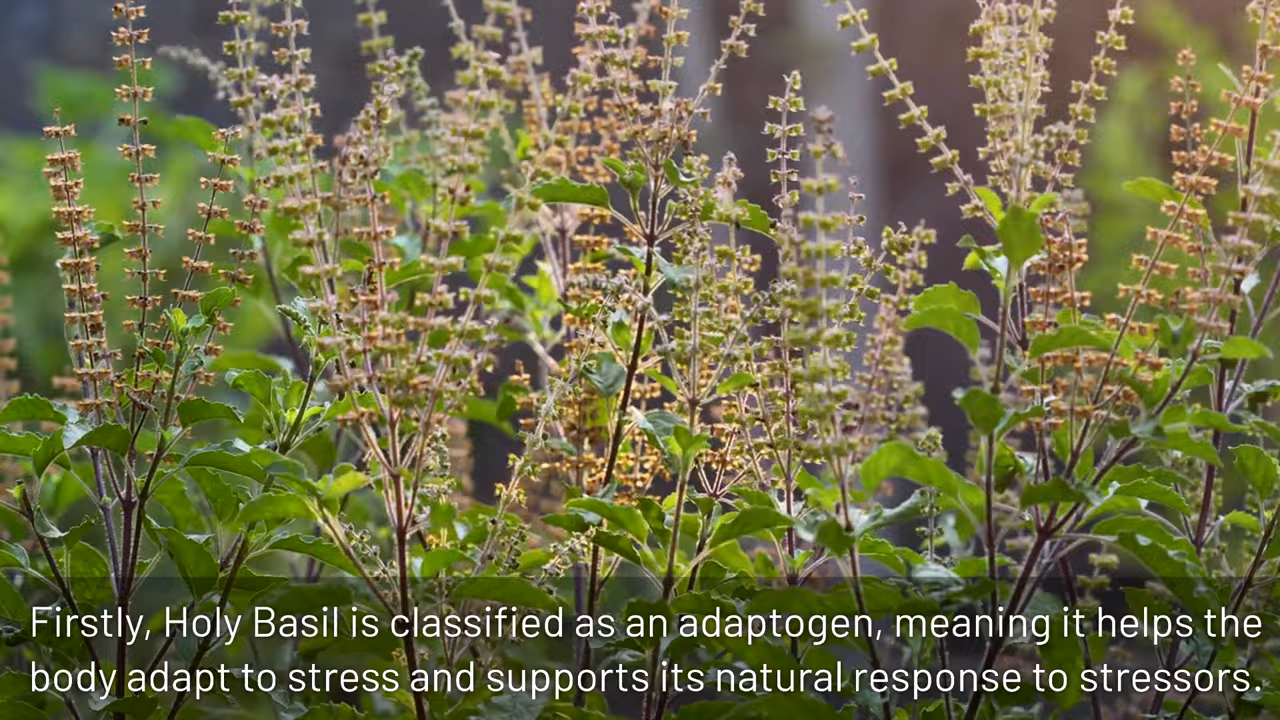 Firstly, Holy Basil is classified as an adaptogen, meaning it helps the
body adapt to stress and supports its natural response to stressors.